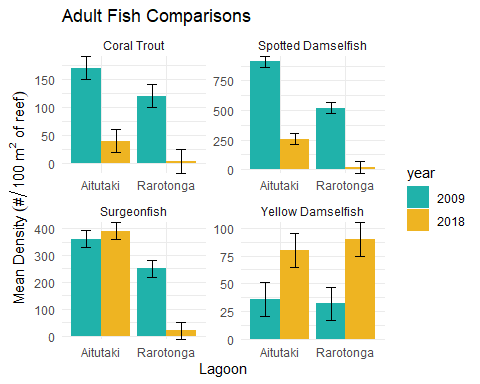 Adult Fish Comparisons
Coral Trout
Spotted Damselfish
150
100
50
0
750
500
250
0
Aitutaki Rarotonga
Aitutaki Rarotonga
Surgeonfish
Yellow Damselfish
400
300
200
100
0
100
75
50
25
0
Aitutaki Rarotonga
Aitutaki Rarotonga
Mean Density (#/ 100 m² of reef)
Lagoon
year
2009
2018